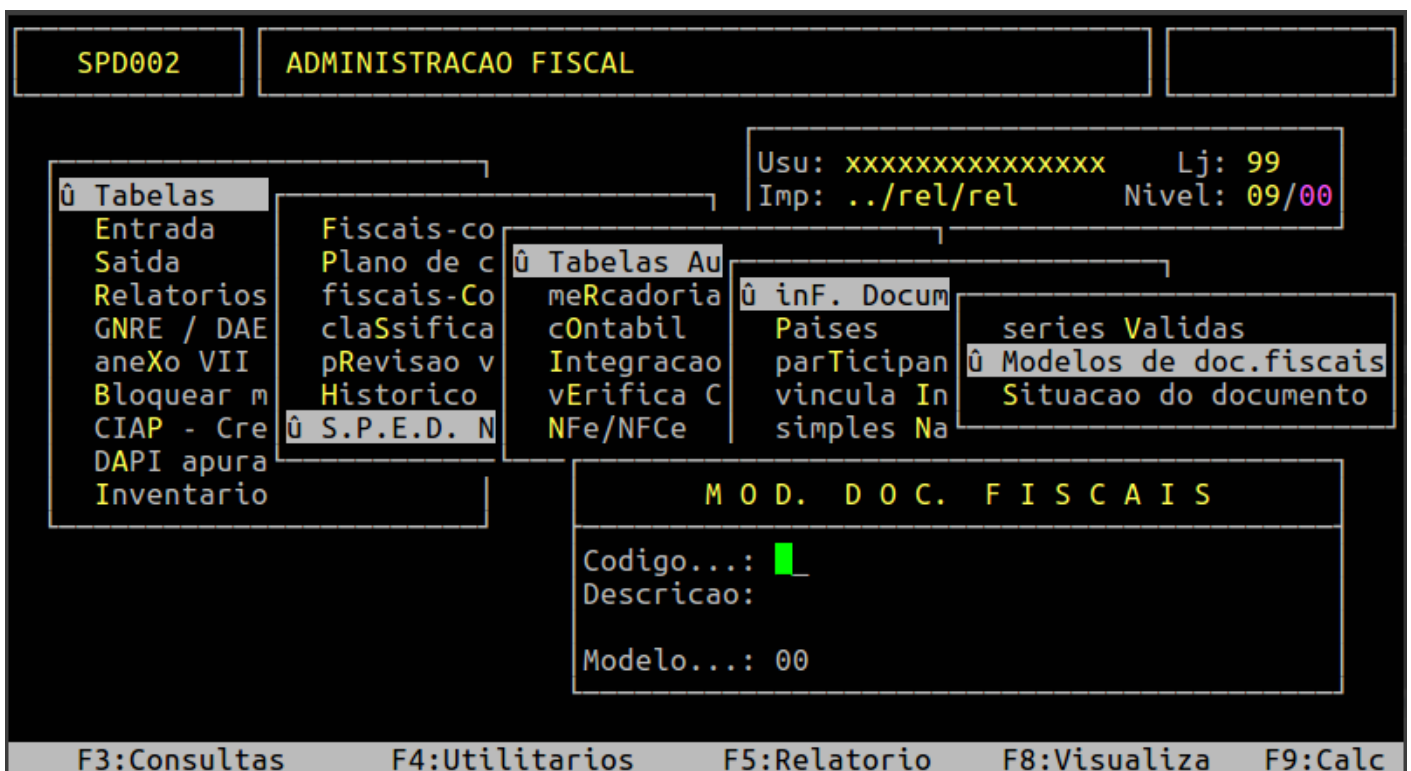 SPD002 ADMINISTRACAO FISCAL
Usu: xxxxxxxxxxxxxxx Lj: 99
Imp: ../rel/rel Nivel: 09/00
û Tabelas
Entrada
Saida
Relatorios
GNRE / DAE
aneXo VII
Bloquear m
CIAP - Cre
DAPI apura
Inventario
Fiscais-co
Plano de c
fiscais-Co
claSsifica
pRevisao v
Historico
û S.P.E.D. N
û Tabelas Au
meRcadoria
cOntabil
Integracao
vErifica C
NFe/NFCe
û inF. Docum
Paises
parTicipan
vincula In
simples Na
series Validas
û Modelos de doc.fiscais
Situacao do documento
M O D. D O C. F I S C A I S
Codigo...: _
Descricao:
Modelo...: 00
F3:Consultas F4:Utilitarios F5:Relatorio F8:Visualiza F9:Calc